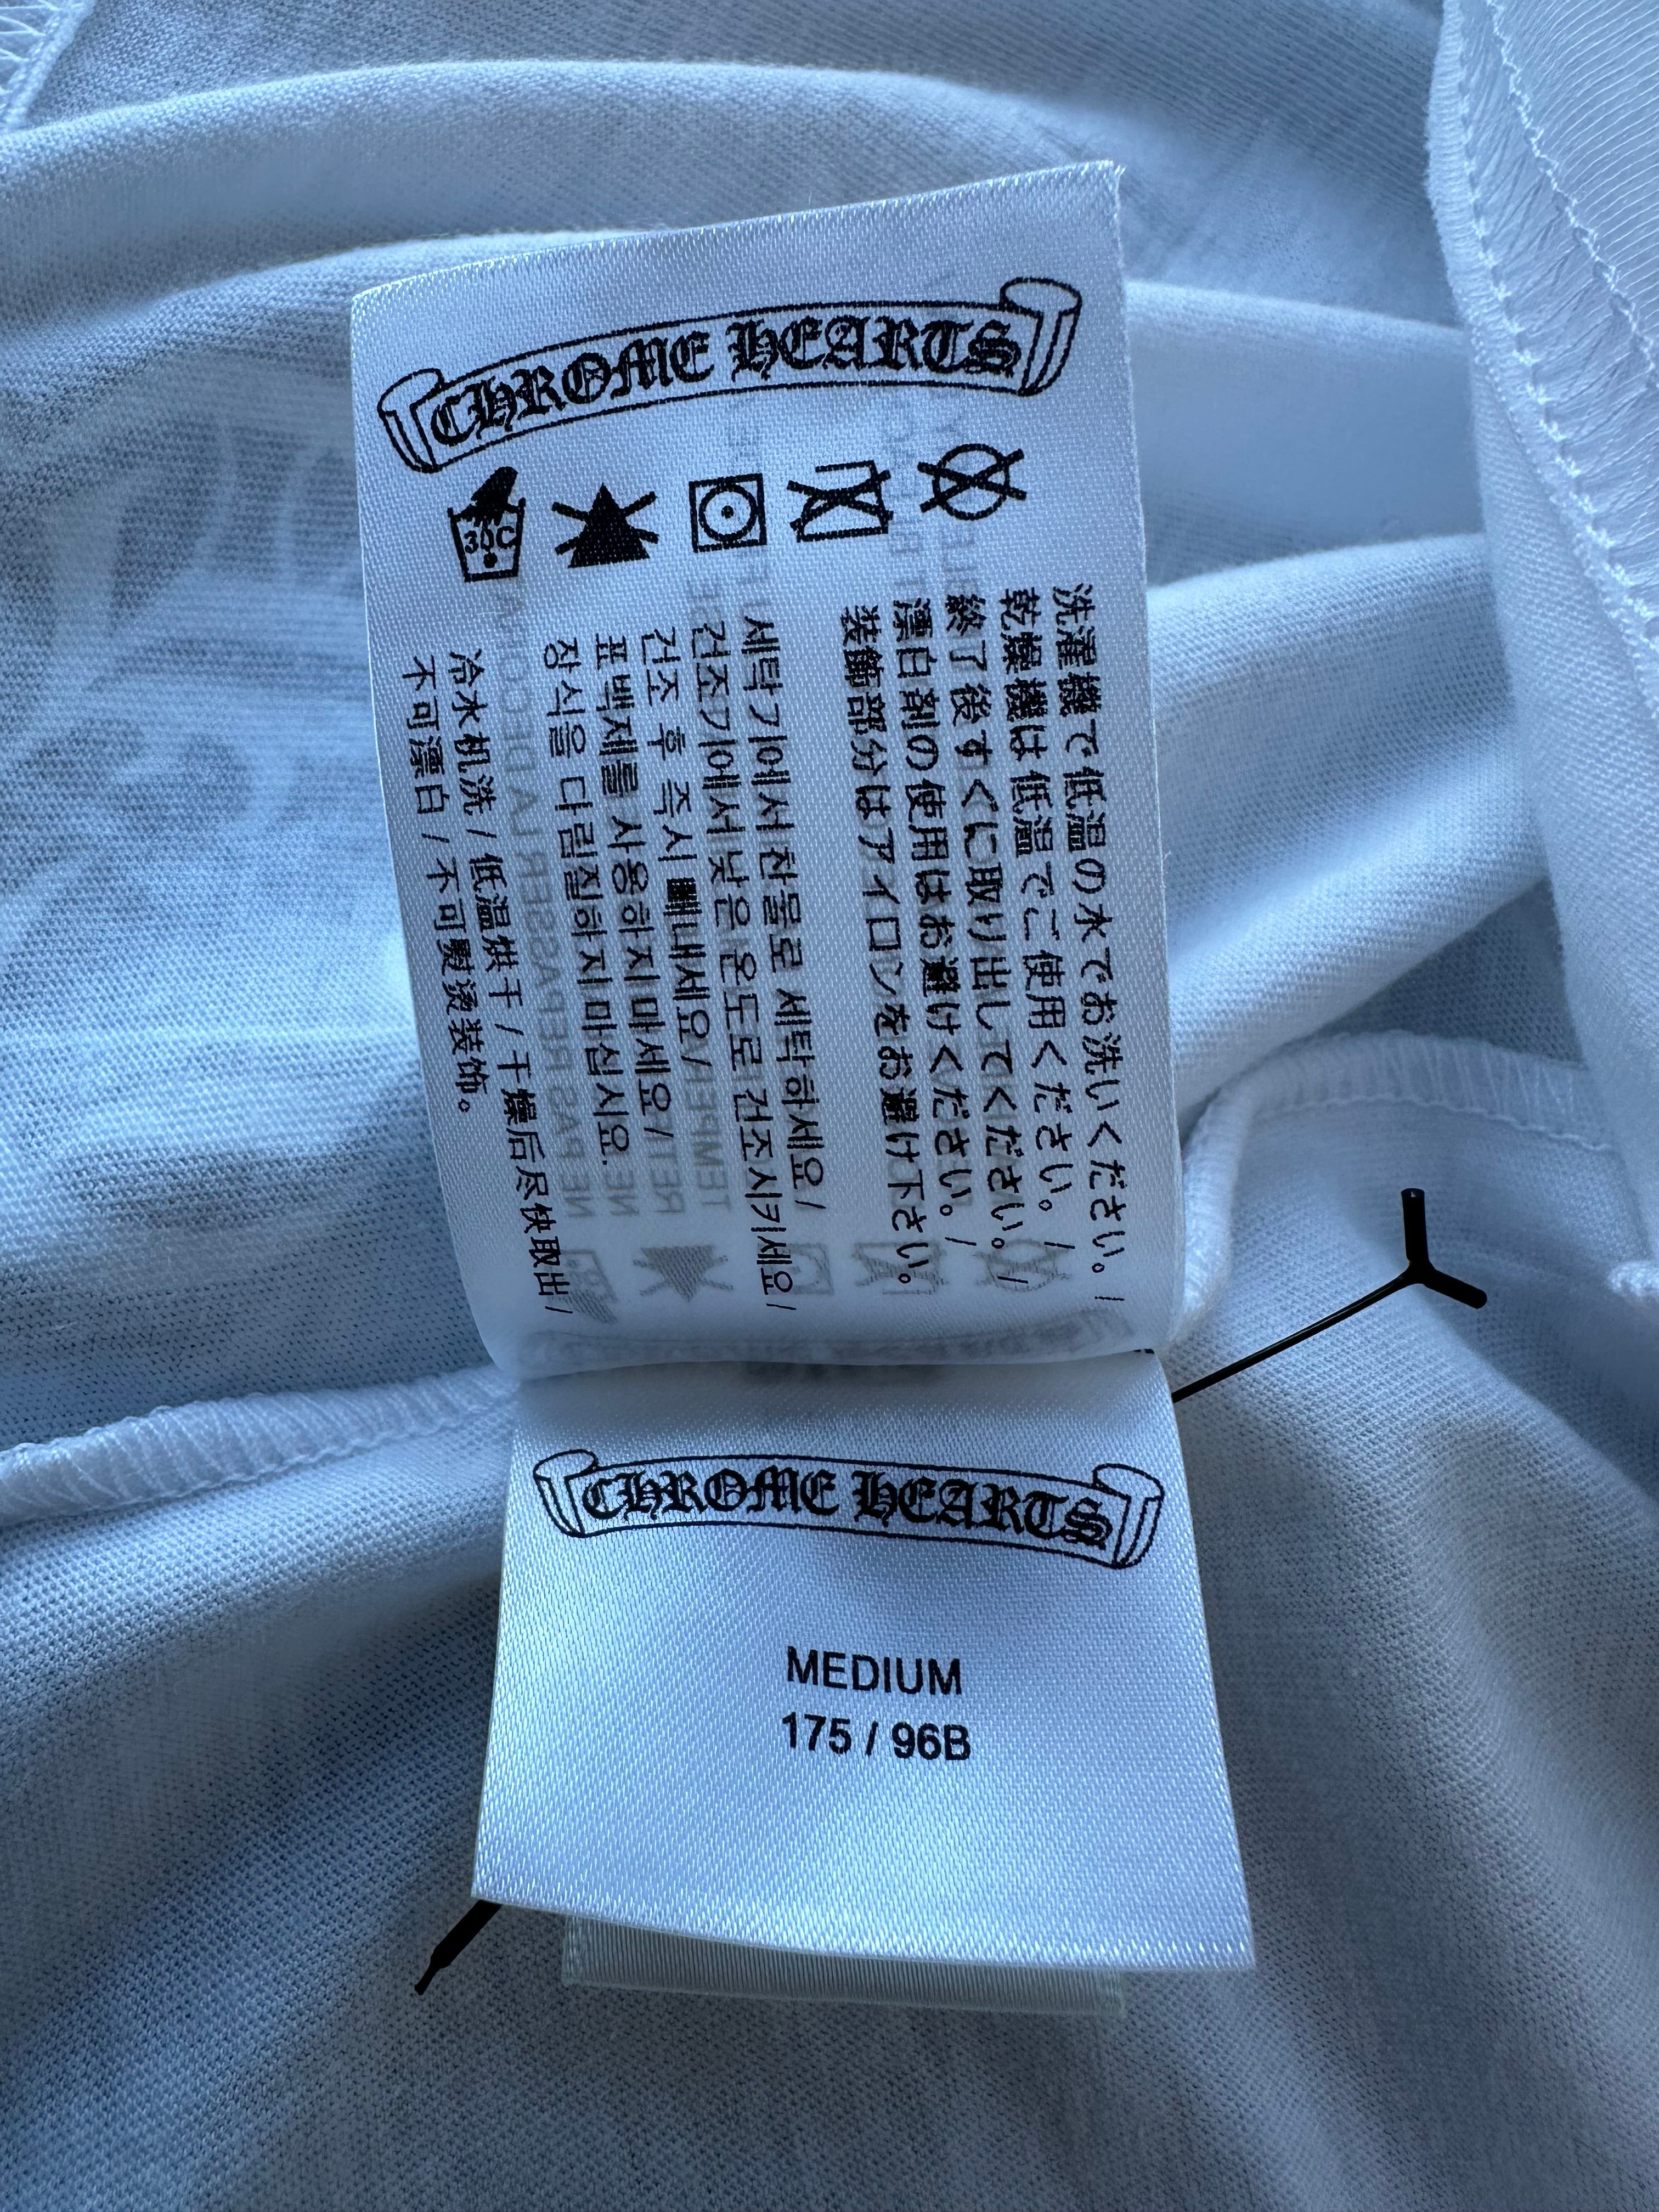 CHROME HEARTS
30C
洗濯機で低温の水でお洗いください。/
乾燥機は低温でご使用ください。/
終了後すぐに取り出してください。/
漂白剤の使用はお避けください。/
装飾部分はアイロンをお避け下さい。
세탁기에서 찬물로 세탁하세요/
건조기에서 낮은 온도로 건조시키세요/
건조 후 즉시 빼내세요/
표백제를 사용하지 마세요/
장식을 다림질하지 마십시요.
冷水机洗/低温烘干/干燥后尽快取出/
不可漂白/不可熨烫装饰。
CHROME HEARTS
MEDIUM
175 / 96B